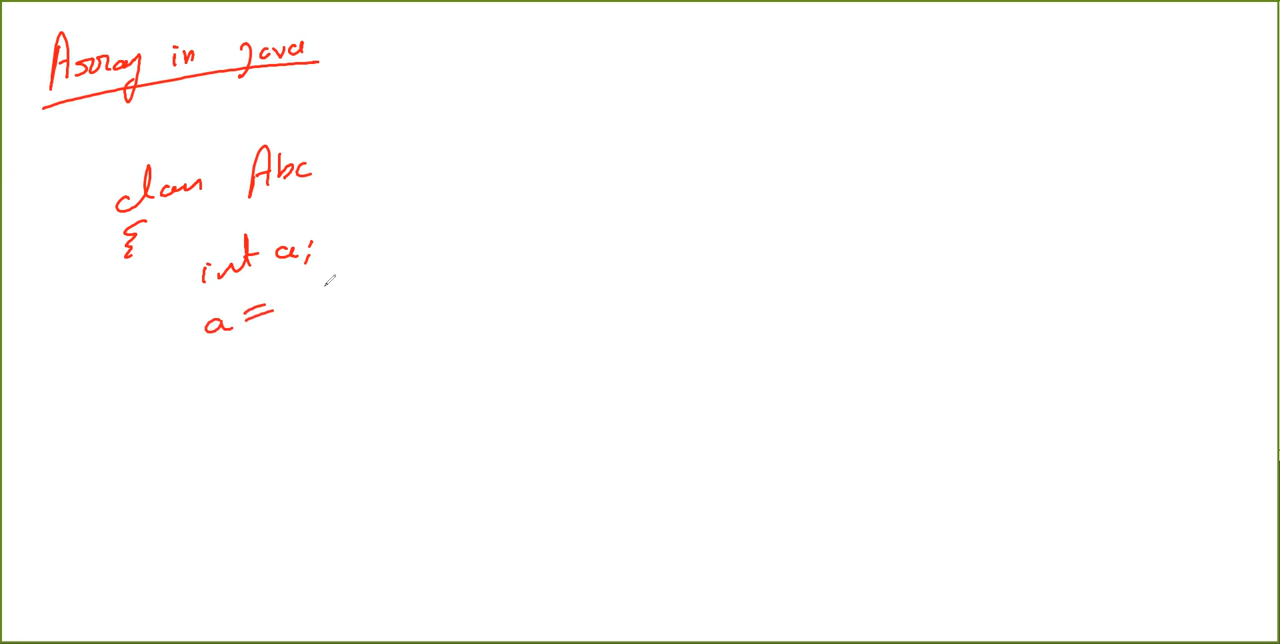 Array in Java
class Abc
{
int a;
a =